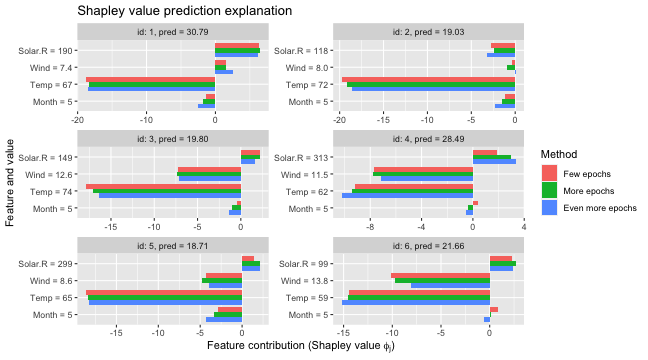 Shapley value prediction explanation
id: 1, pred = 30.79
id: 2, pred = 19.03
Solar.R = 190
Wind = 7.4
Temp = 67
Month = 5
-20
-10
0
Solar.R = 118
Wind = 8.0
Temp = 72
Month = 5
-20
-15
-10
-5
0
id: 3, pred = 19.80
id: 4, pred = 28.49
Solar.R = 149
Wind = 12.6
Temp = 74
Month = 5
-15
-10
-5
0
Solar.R = 313
Wind = 11.5
Temp = 62
Month = 5
-8
-4
0
4
id: 5, pred = 18.71
id: 6, pred = 21.66
Solar.R = 299
Wind = 8.6
Temp = 65
Month = 5
-15
-10
-5
0
Solar.R = 99
Wind = 13.8
Temp = 59
Month = 5
-15
-10
-5
0
Feature and value
Feature contribution (Shapley value ϕj)
Method
Few epochs
More epochs
Even more epochs